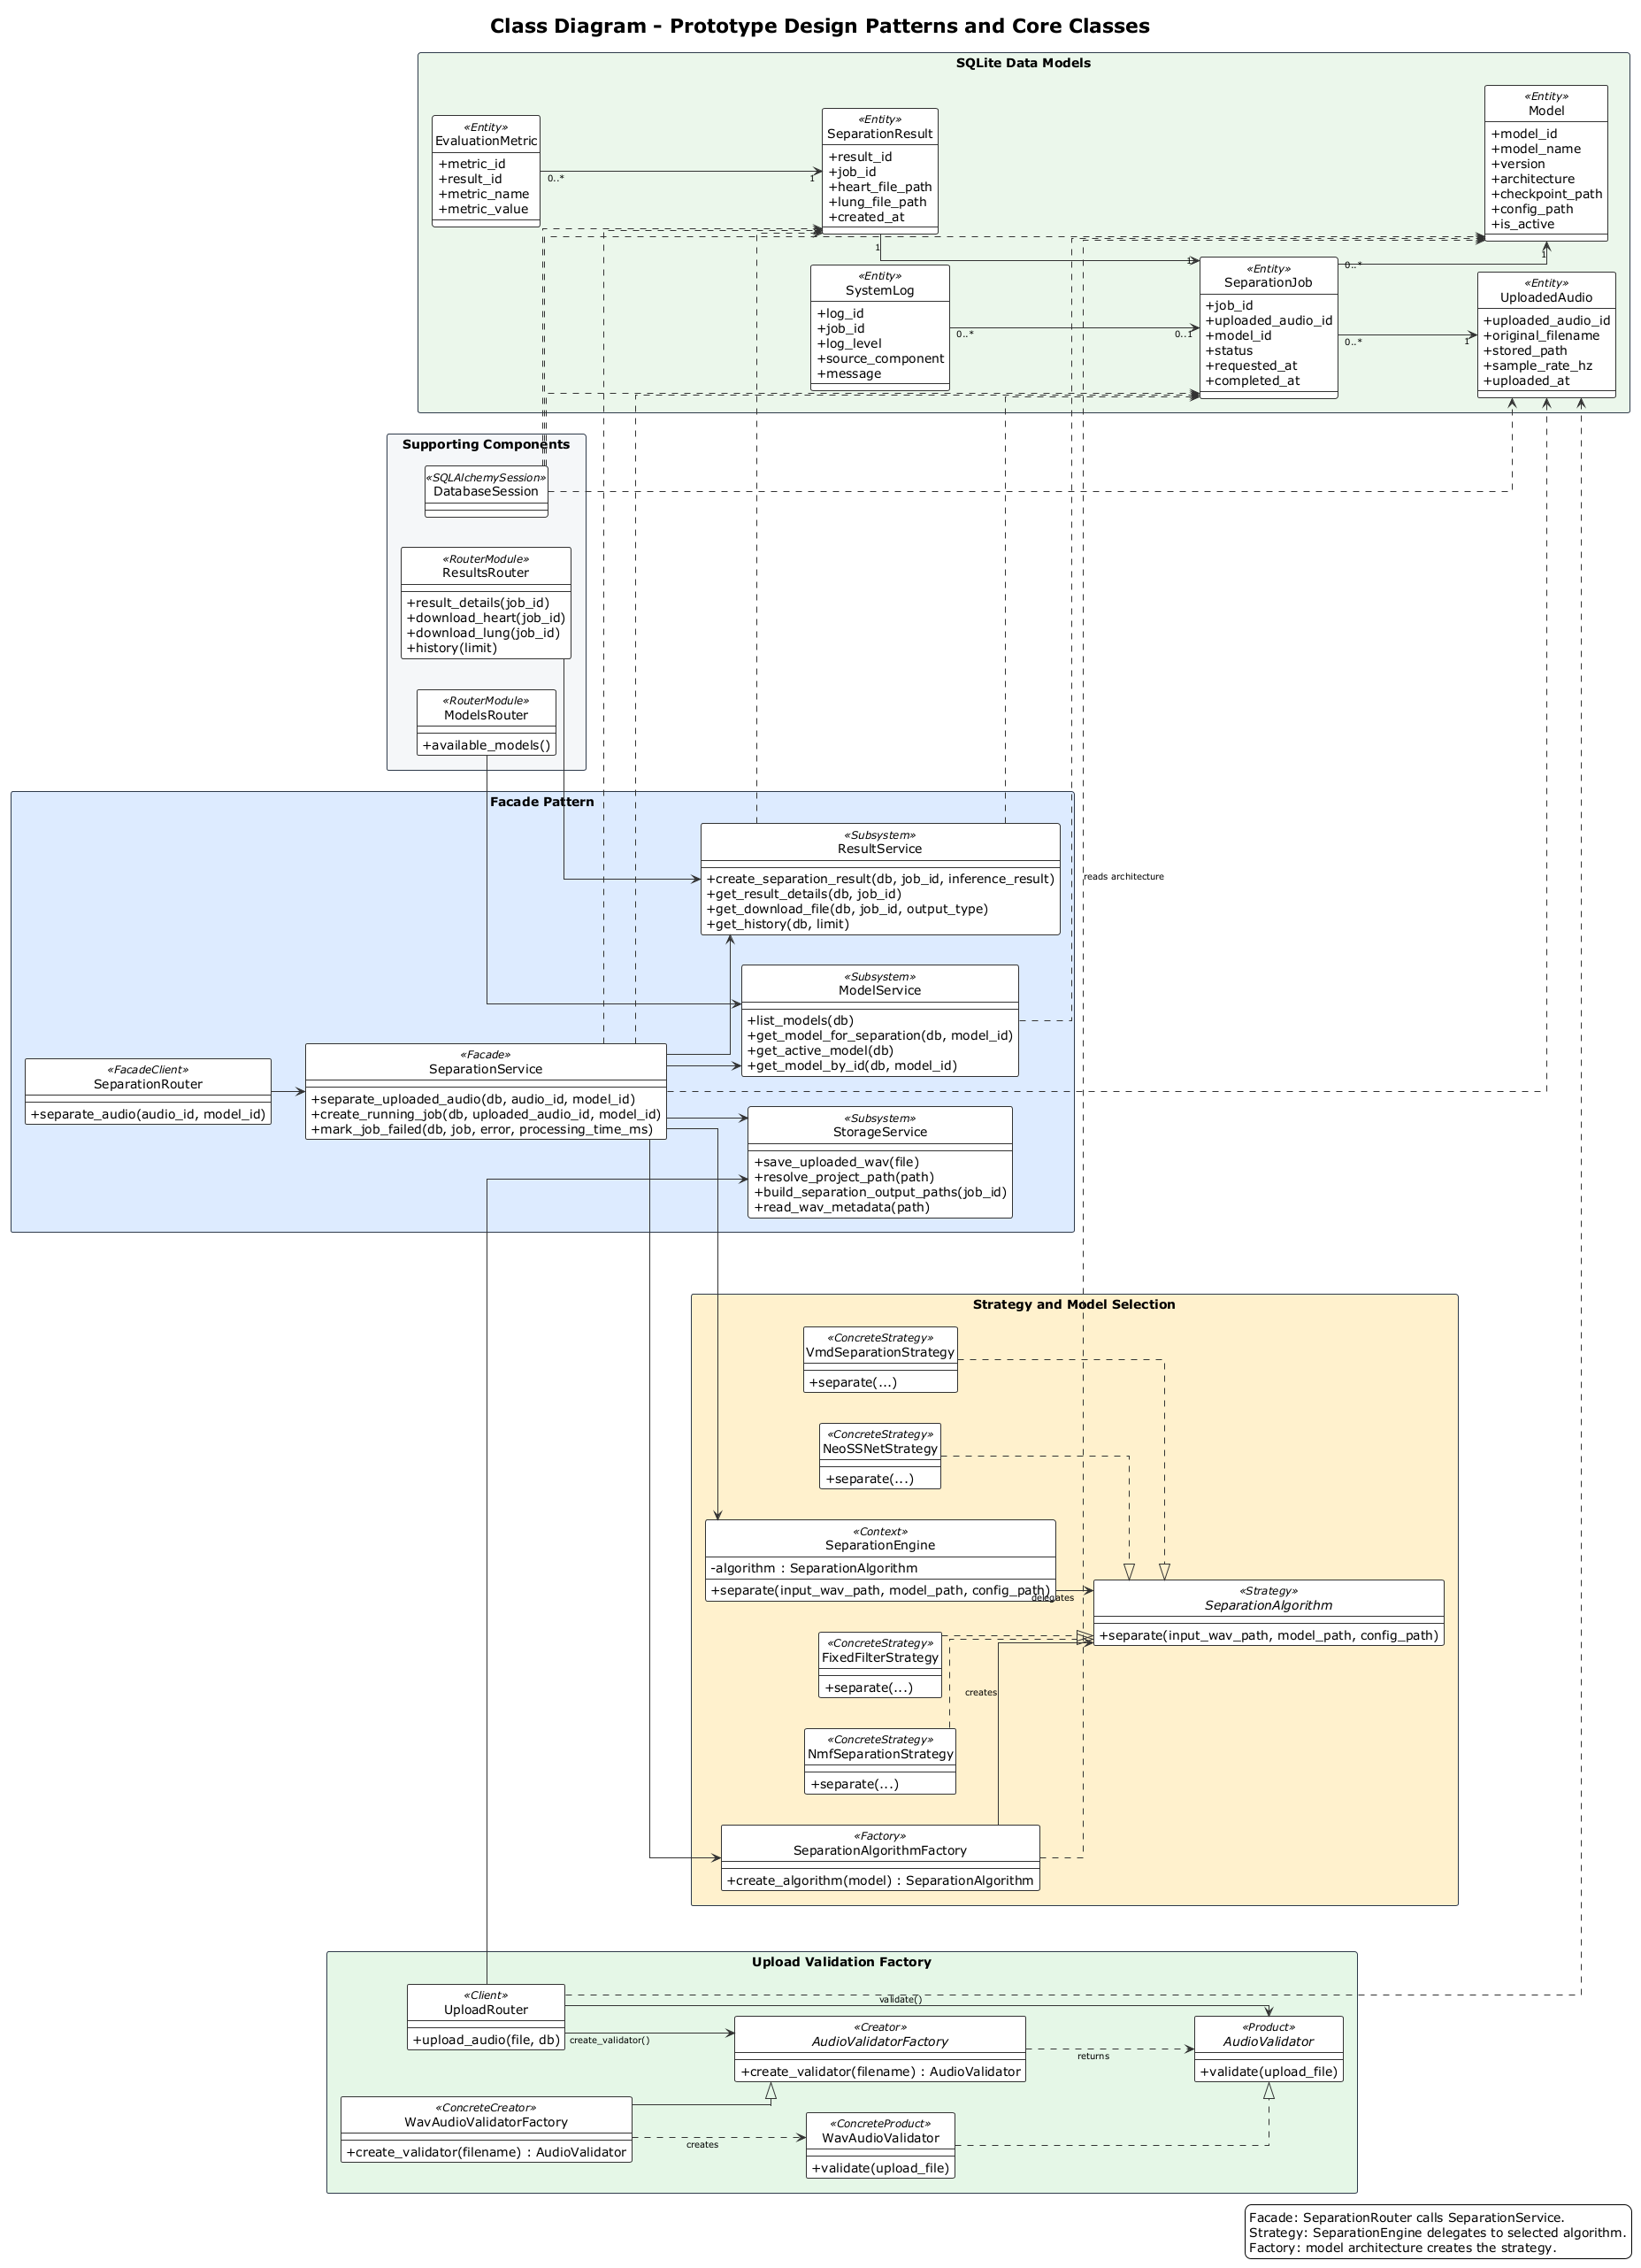 Class Diagram - Prototype Design Patterns and Core Classes
SQLite Data Models
«Entity»
EvaluationMetric
+metric_id
+result_id
+metric_name
+metric_value
«Entity»
SeparationResult
+result_id
+job_id
+heart_file_path
+lung_file_path
+created_at
«Entity»
Model
+model_id
+model_name
+version
+architecture
+checkpoint_path
+config_path
+is_active
0..*
1
1
1
0..*
1
«Entity»
SystemLog
+log_id
+job_id
+log_level
+source_component
+message
«Entity»
SeparationJob
+job_id
+uploaded_audio_id
+model_id
+status
+requested_at
+completed_at
«Entity»
UploadedAudio
+uploaded_audio_id
+original_filename
+stored_path
+sample_rate_hz
+uploaded_at
0..*
0..1
0..*
1
Supporting Components
«SQLAlchemySession»
DatabaseSession
«RouterModule»
ResultsRouter
+result_details(job_id)
+download_heart(job_id)
+download_lung(job_id)
+history(limit)
«RouterModule»
ModelsRouter
+available_models()
Facade Pattern
«Subsystem»
ResultService
+create_separation_result(db, job_id, inference_result)
+get_result_details(db, job_id)
+get_download_file(db, job_id, output_type)
+get_history(db, limit)
reads architecture
«Subsystem»
ModelService
+list_models(db)
+get_model_for_separation(db, model_id)
+get_active_model(db)
+get_model_by_id(db, model_id)
«FacadeClient»
SeparationRouter
+separate_audio(audio_id, model_id)
«Facade»
SeparationService
+separate_uploaded_audio(db, audio_id, model_id)
+create_running_job(db, uploaded_audio_id, model_id)
+mark_job_failed(db, job, error, processing_time_ms)
«Subsystem»
StorageService
+save_uploaded_wav(file)
+resolve_project_path(path)
+build_separation_output_paths(job_id)
+read_wav_metadata(path)
Strategy and Model Selection
«ConcreteStrategy»
VmdSeparationStrategy
+separate(...)
«ConcreteStrategy»
NeoSSNetStrategy
+separate(...)
«Context»
SeparationEngine
-algorithm : SeparationAlgorithm
+separate(input_wav_path, model_path, config_path)
delegates
«Strategy»
SeparationAlgorithm
+separate(input_wav_path, model_path, config_path)
«ConcreteStrategy»
FixedFilterStrategy
+separate(...)
creates
«ConcreteStrategy»
NmfSeparationStrategy
+separate(...)
«Factory»
SeparationAlgorithmFactory
+create_algorithm(model) : SeparationAlgorithm
Upload Validation Factory
«Client»
UploadRouter
+upload_audio(file, db)
validate()
create_validator()
«Creator»
AudioValidatorFactory
+create_validator(filename) : AudioValidator
returns
«Product»
AudioValidator
+validate(upload_file)
«ConcreteCreator»
WavAudioValidatorFactory
+create_validator(filename) : AudioValidator
creates
«ConcreteProduct»
WavAudioValidator
+validate(upload_file)
Facade: SeparationRouter calls SeparationService.
Strategy: SeparationEngine delegates to selected algorithm.
Factory: model architecture creates the strategy.